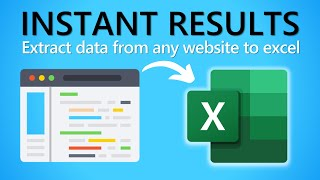 INSTANT RESULTS
Extract data from any website to excel
X